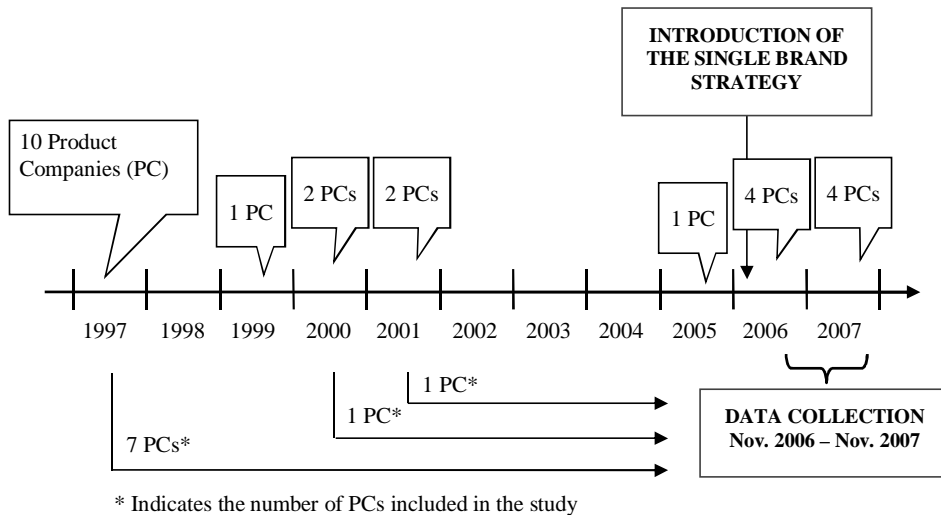 INTRODUCTION OF
THE SINGLE BRAND
STRATEGY
10 Product
Companies (PC)
1 PC
2 PCs
2 PCs
1 PC
4 PCs
4 PCs
1997
1998
1999
2000
2001
2002
2003
2004
2005
2006
2007
1 PC*
1 PC*
7 PCs*
DATA COLLECTION
Nov. 2006 – Nov. 2007
* Indicates the number of PCs included in the study